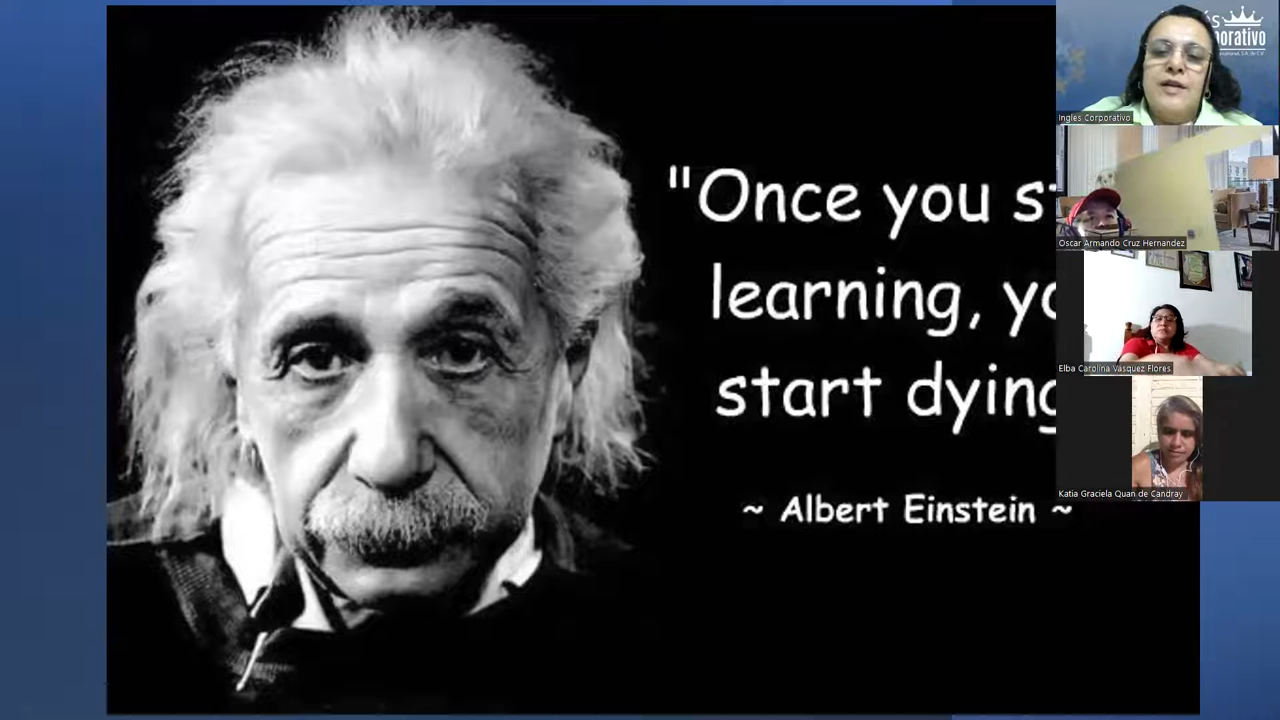 "Once you
learning,
start dying
~ Albert Einstein ~
Ingles Corporativo
Oscar Armando Cruz Hernandez
Elba Carolina Vasquez Flores
Katia Graciela Quan de Candray